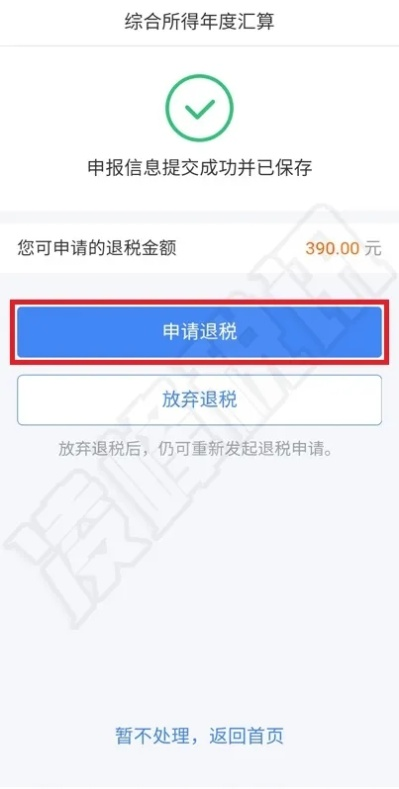 综合所得年度汇算
申报信息提交成功并已保存
您可申请的退税金额 390.00 元
申请退税
放弃退税
放弃退税后，仍可重新发起退税申请。
暂不处理，返回首页